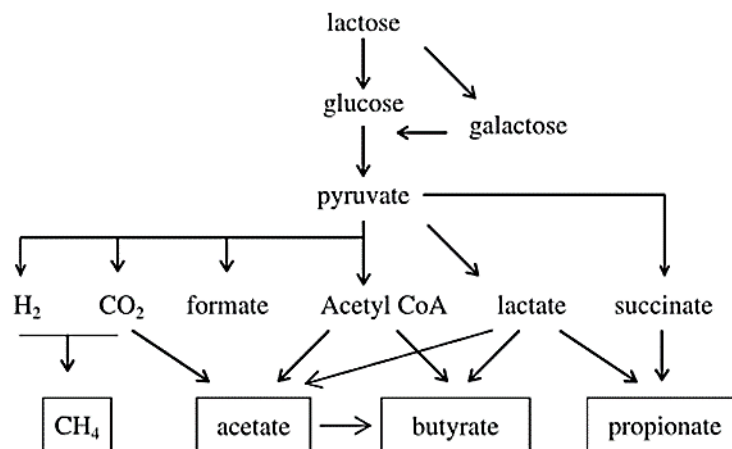 lactose
glucose
galactose
pyruvate
H₂ CO₂ formate Acetyl CoA lactate succinate
CH₄ acetate butyrate propionate